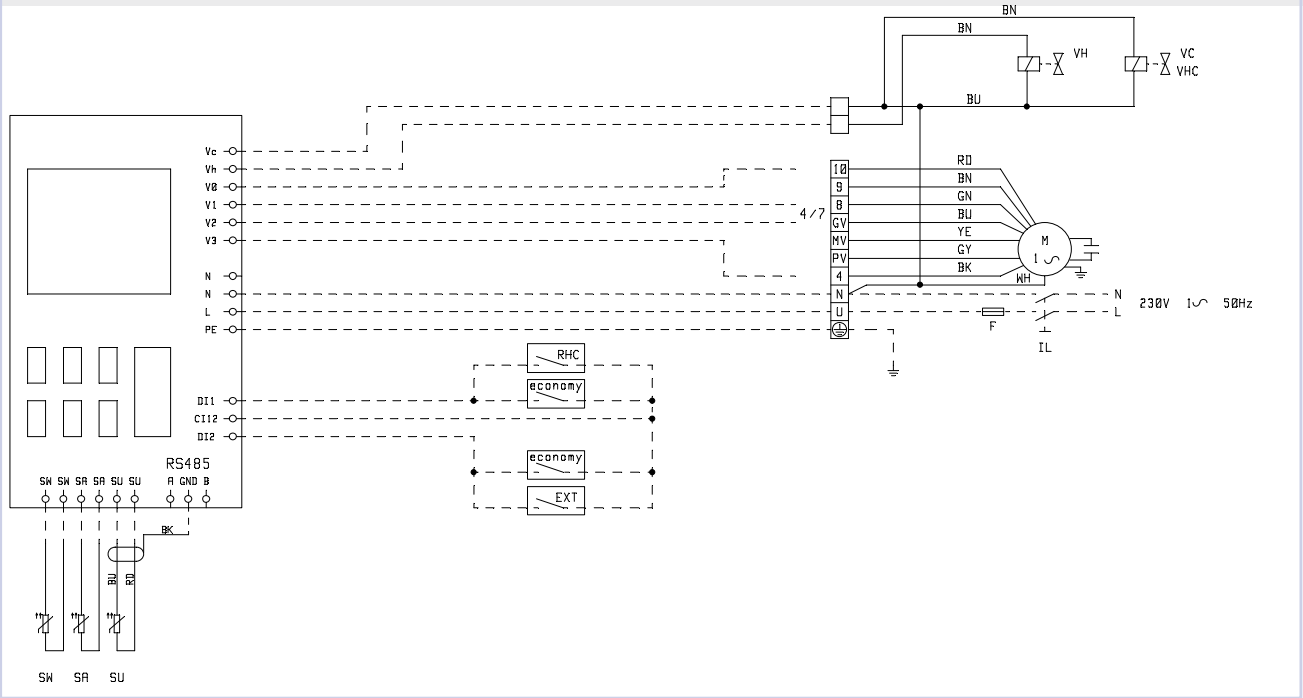 BN
BN
VH
VC
VHC
BU
Vc
Vh
V0
V1
V2
V3
N
N
L
PE
4/7
10
9
8
GV
MV
PV
4
N
U
RD
BN
GN
BU
YE
GY
BK
WH
M
1
N
L
230V 1 50Hz
F
IL
RHC
economy
DI1
CI12
DI2
economy
EXT
RS485
SW SW SA SA SU SU A GND B
BK
BU
RD
SW SA SU